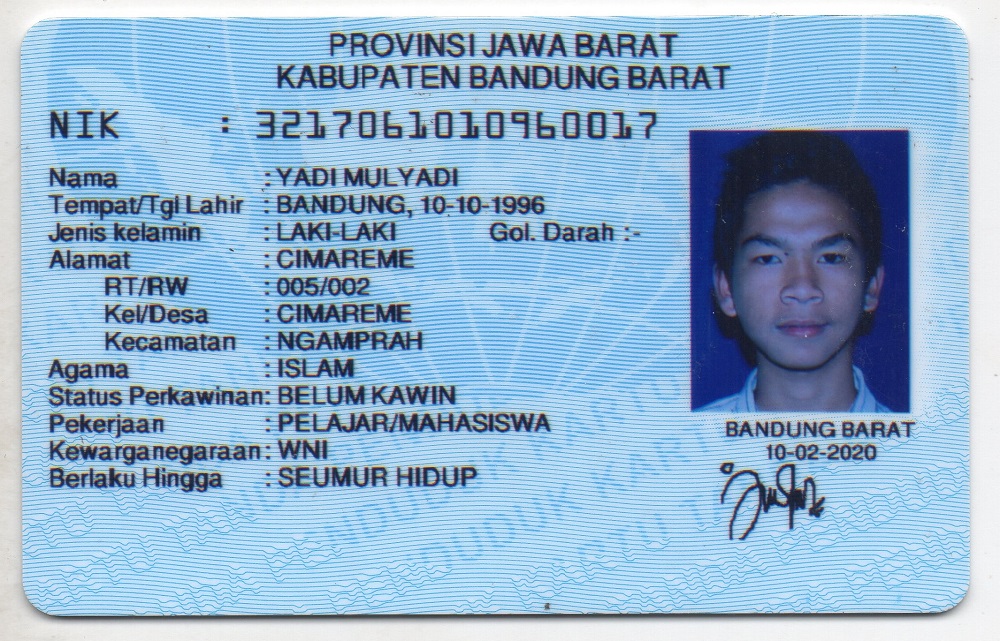 PROVINSI JAWA BARAT
KABUPATEN BANDUNG BARAT
NIK : 3217061010960017
Nama : YADI MULYADI
Tempat/Tgl Lahir : BANDUNG, 10-10-1996
Jenis kelamin : LAKI-LAKI Gol. Darah :-
Alamat : CIMAREME
RT/RW : 005/002
Kel/Desa : CIMAREME
Kecamatan : NGAMPRAH
Agama : ISLAM
Status Perkawinan: BELUM KAWIN
Pekerjaan : PELAJAR/MAHASISWA
Kewarganegaraan: WNI
Berlaku Hingga : SEUMUR HIDUP
BANDUNG BARAT
10-02-2020